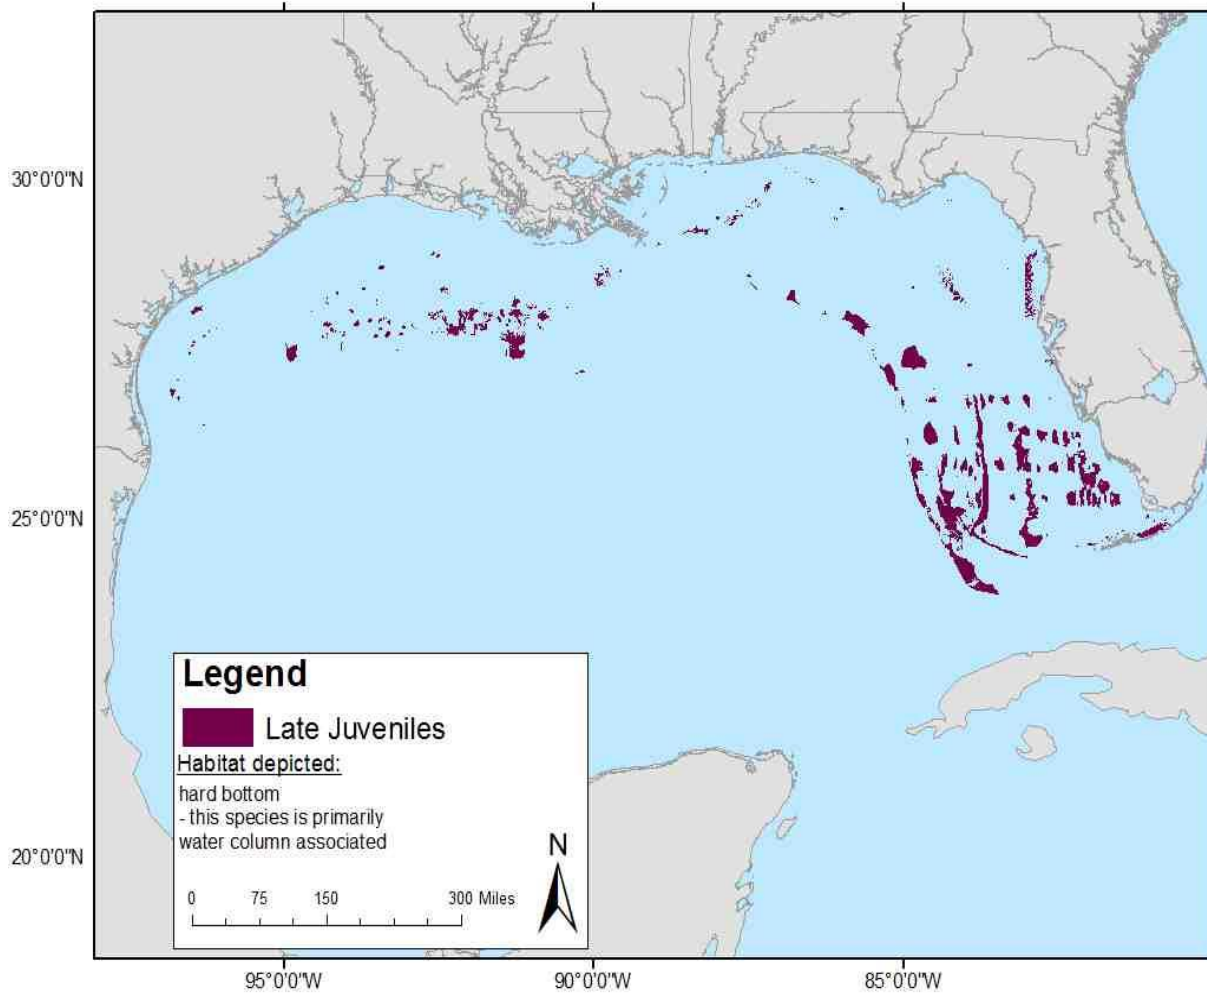 30°0'0"N
25°0'0"N
20°0'0"N
Legend
Late Juveniles
Habitat depicted:
hard bottom
- this species is primarily
water column associated
N
0 75 150 300 Miles
95°0'0"W 90°0'0"W 85°0'0"W